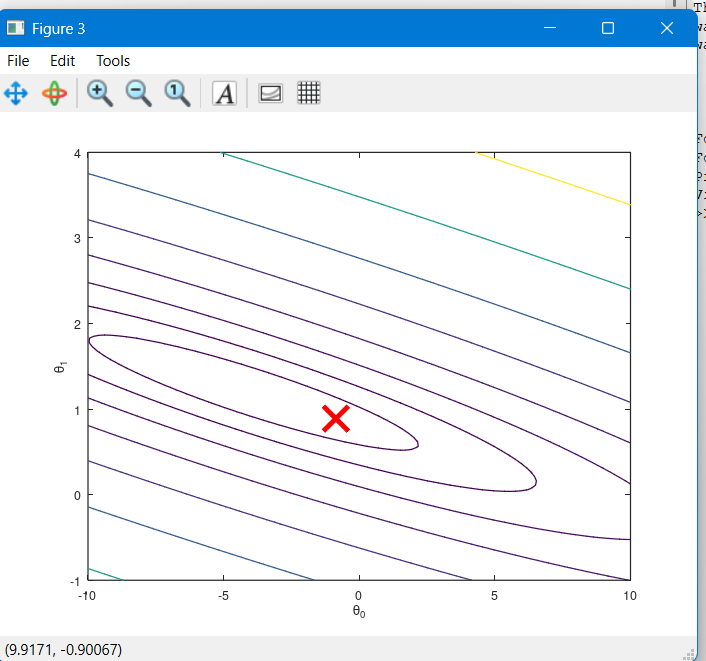 Figure 3
File Edit Tools
1
A
4
3
2
1
0
-1
θ1
-10 -5 0 5 10
θ0
(9.9171, -0.90067)